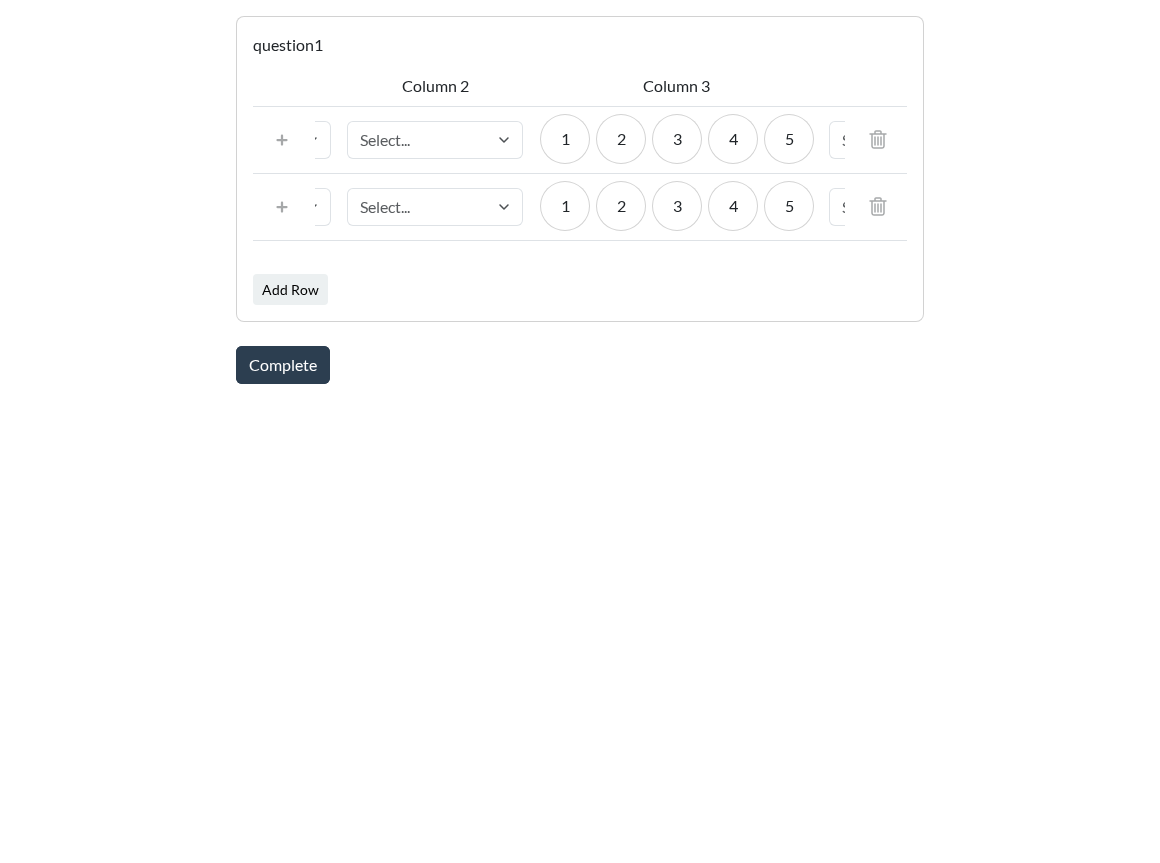 question1
Column 2 Column 3
Select... 1 2 3 4 5
Select... 1 2 3 4 5
Add Row
Complete